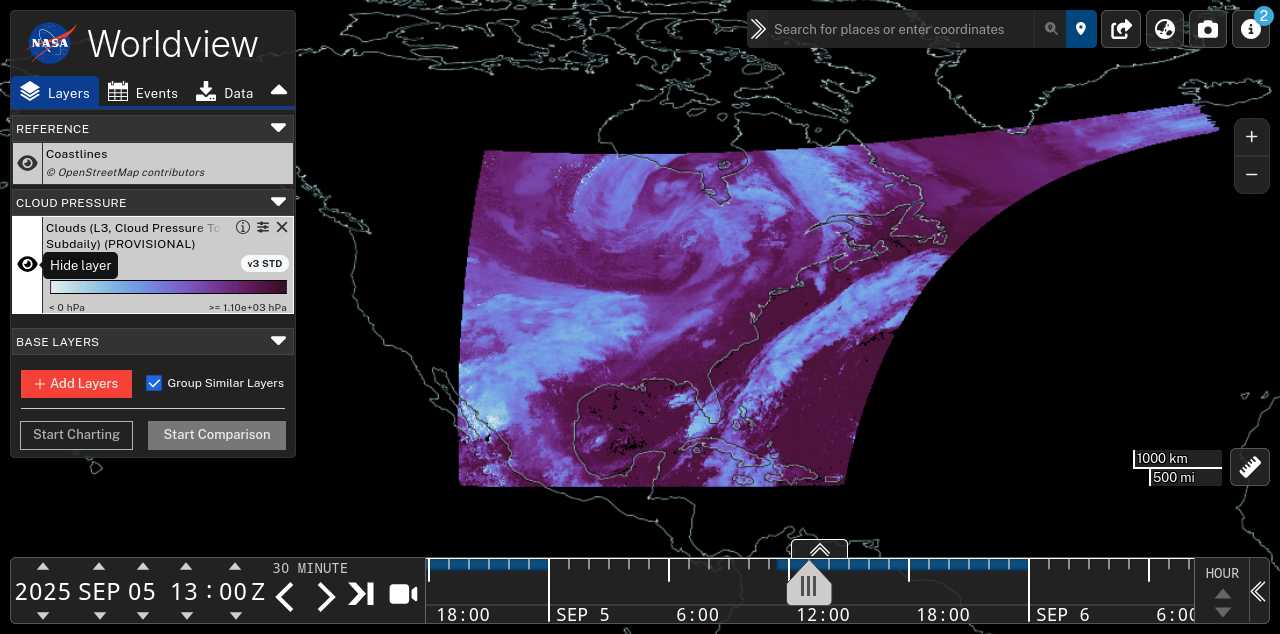 NASA
Worldview
Search for places or enter coordinates
2
Layers
Events
Data
REFERENCE
Coastlines
© OpenStreetMap contributors
CLOUD PRESSURE
Clouds (L3, Cloud Pressure To
Subdaily) (PROVISIONAL)
Hide layer
v3 STD
< 0 hPa
>= 1.10e+03 hPa
BASE LAYERS
+ Add Layers
Group Similar Layers
Start Charting
Start Comparison
1000 km
500 mi
30 MINUTE
2025 SEP 05 13 : 00 Z
18:00
SEP 5
6:00
12:00
18:00
SEP 6
6:00
HOUR